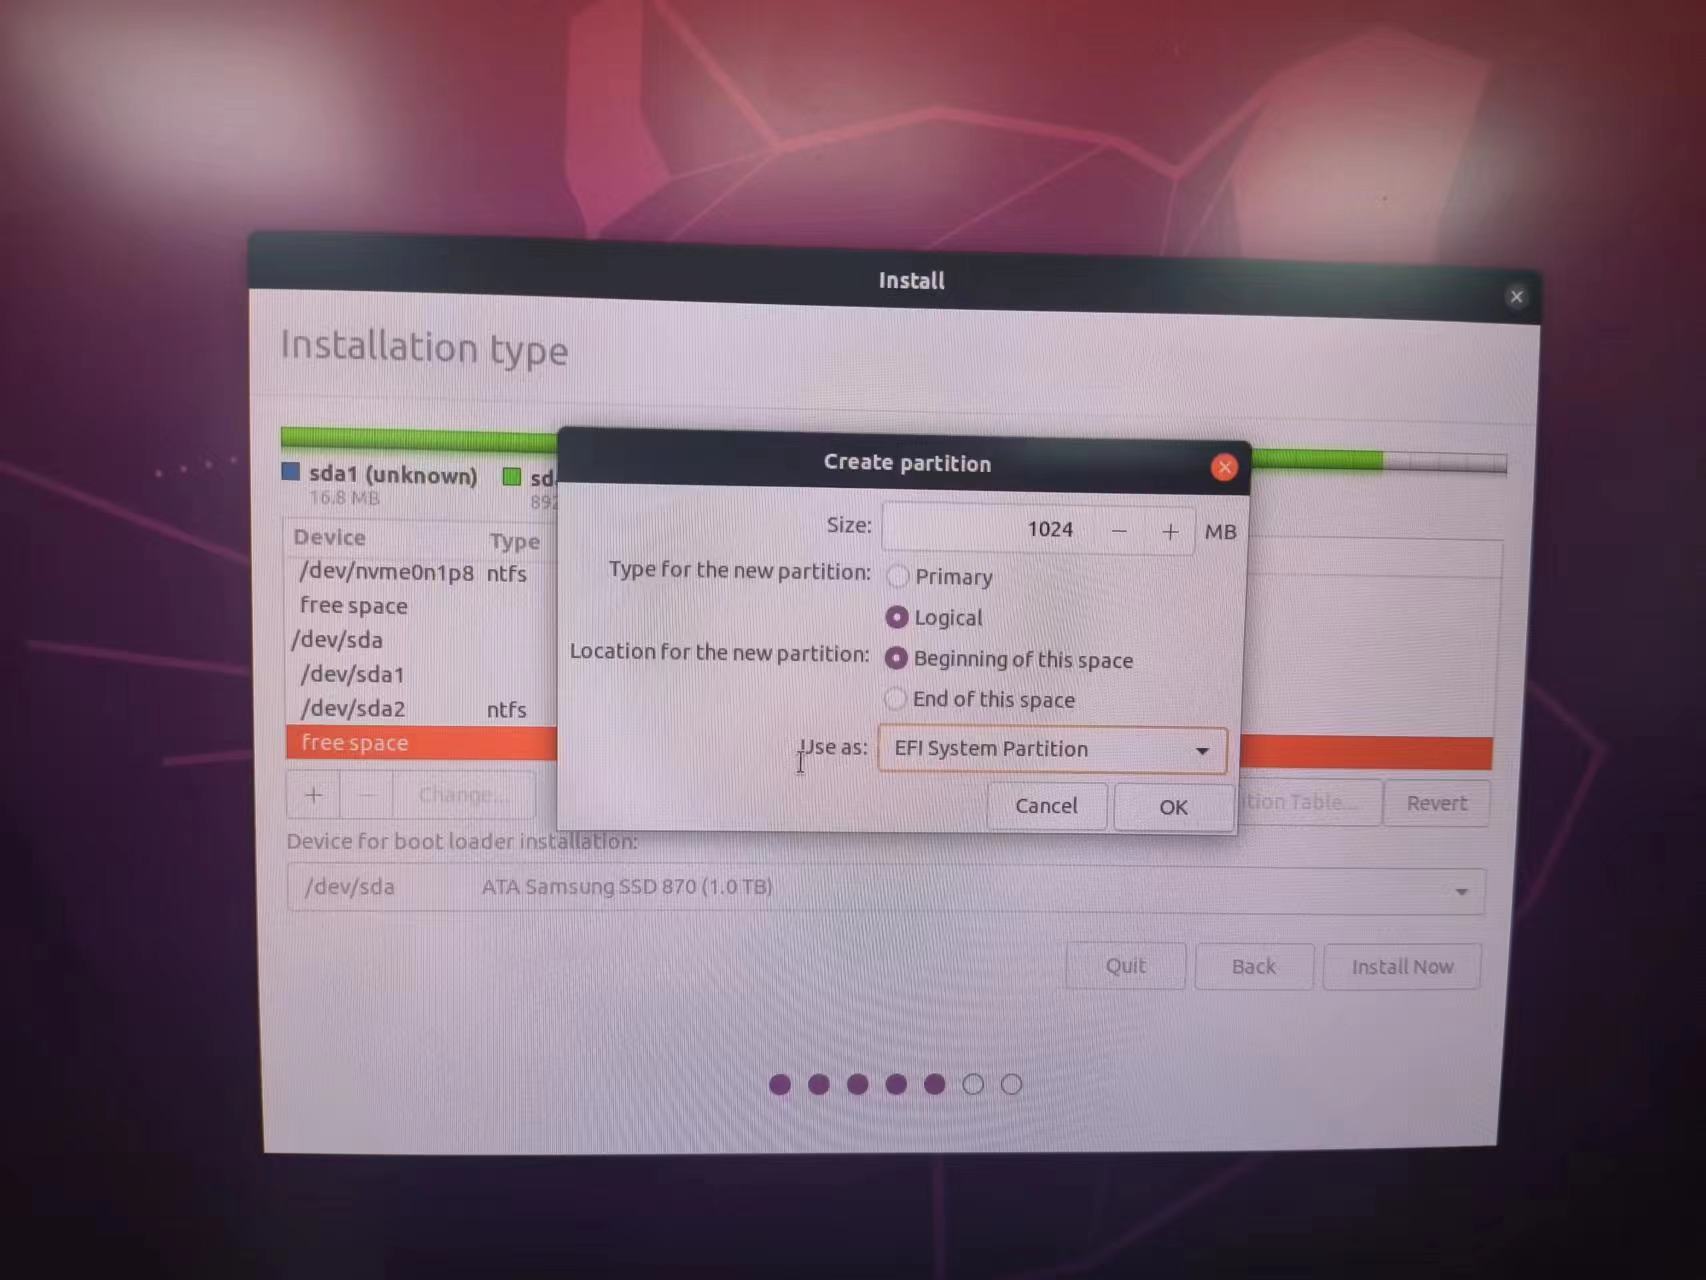 Install
Installation type
sda1 (unknown)
16.8 MB
Create partition
Size: 1024 MB
Type for the new partition: Primary
Logical
Location for the new partition: Beginning of this space
End of this space
Use as: EFI System Partition
Cancel OK
Device Type
/dev/nvme0n1p8 ntfs
free space
/dev/sda
/dev/sda1
/dev/sda2 ntfs
free space
+ − Change... Table... Revert
Device for boot loader installation:
/dev/sda ATA Samsung SSD 870 (1.0 TB)
Quit Back Install Now